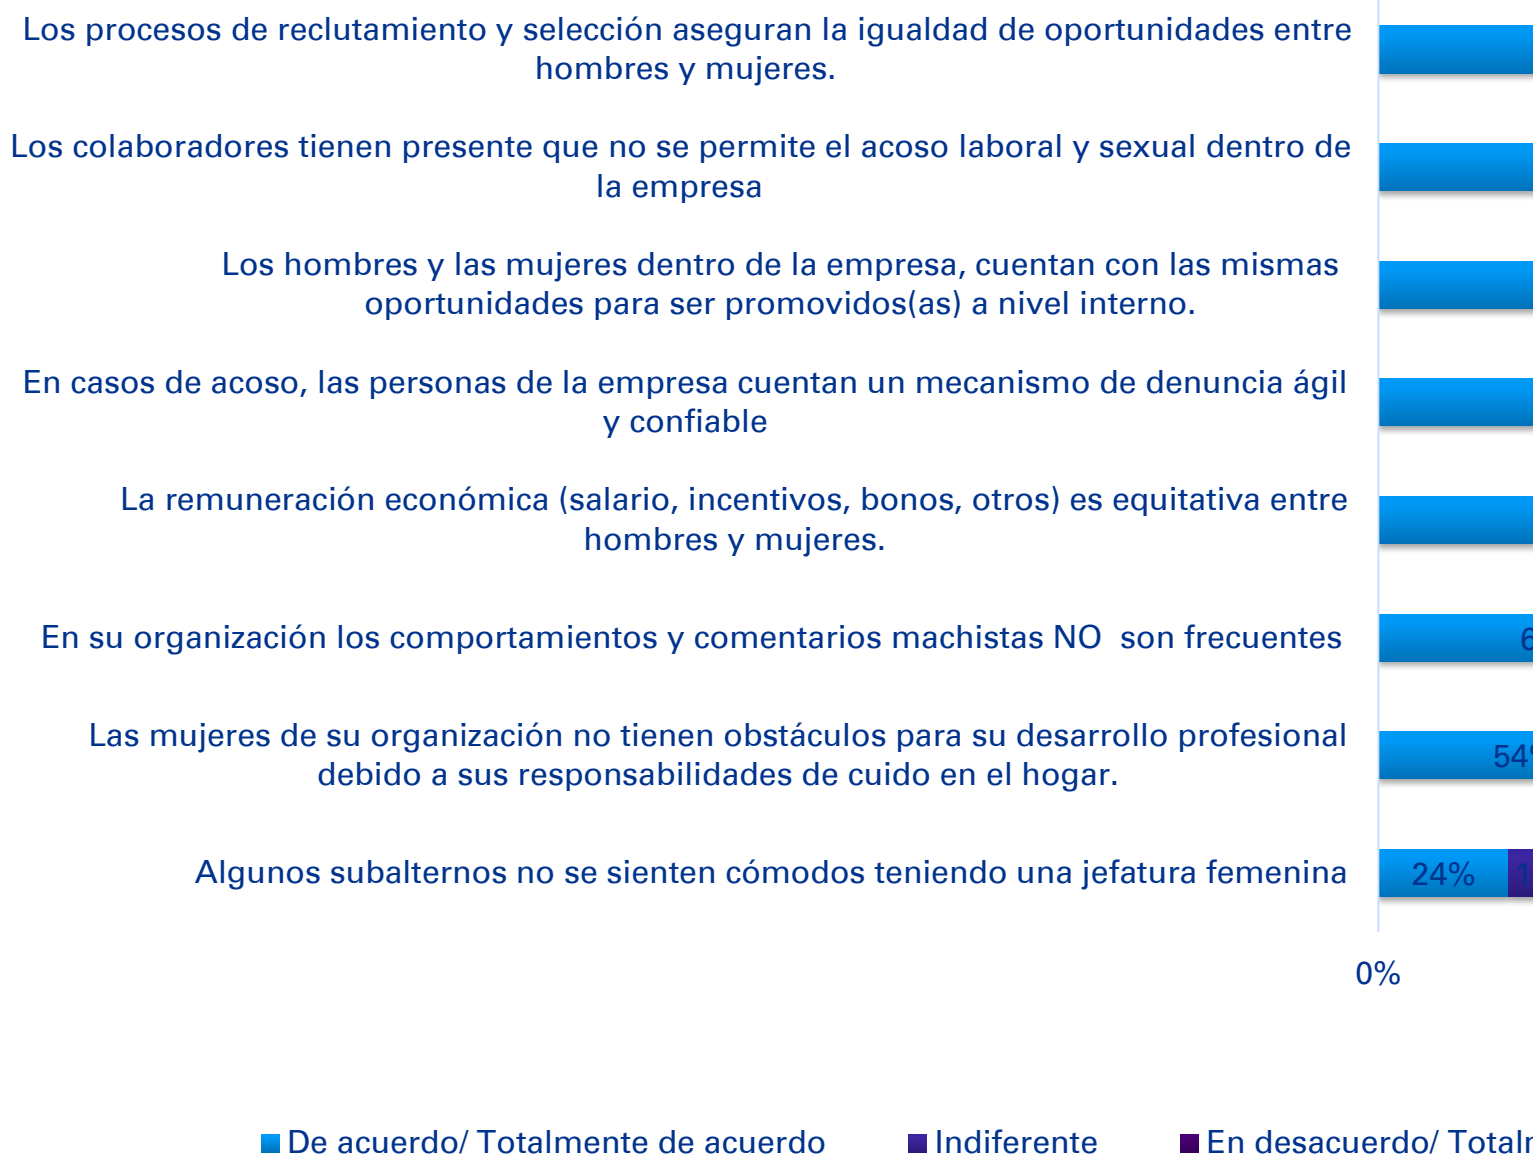 Los procesos de reclutamiento y selección aseguran la igualdad de oportunidades entre
hombres y mujeres.
Los colaboradores tienen presente que no se permite el acoso laboral y sexual dentro de
la empresa
Los hombres y las mujeres dentro de la empresa, cuentan con las mismas
oportunidades para ser promovidos(as) a nivel interno.
En casos de acoso, las personas de la empresa cuentan un mecanismo de denuncia ágil
y confiable
La remuneración económica (salario, incentivos, bonos, otros) es equitativa entre
hombres y mujeres.
En su organización los comportamientos y comentarios machistas NO son frecuentes
Las mujeres de su organización no tienen obstáculos para su desarrollo profesional
debido a sus responsabilidades de cuido en el hogar.
54%
Algunos subalternos no se sienten cómodos teniendo una jefatura femenina
24%
0%
De acuerdo/ Totalmente de acuerdo
Indiferente
En desacuerdo/